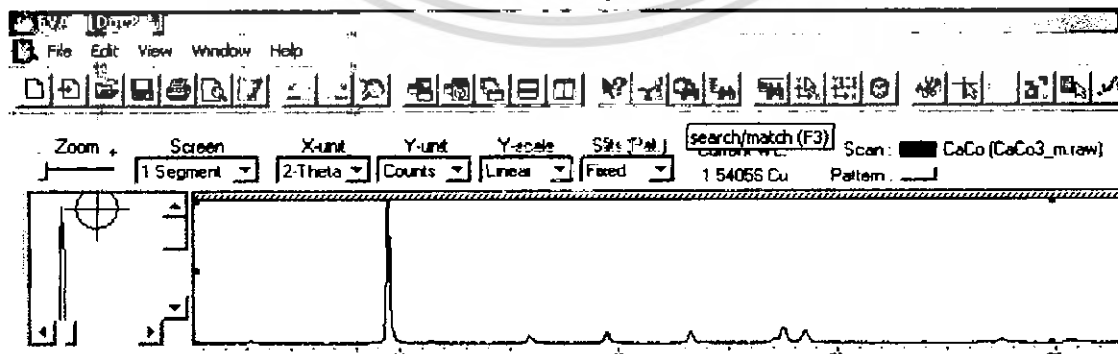 EVA
File Edit View Window Help
search/match (F3)
Zoom + Screen X-unit Y-unit Y-scale Scan : CaCo (CaCo3_m.raw)
1 Segment 2-Theta Counts Linear Fixed 1 54056 Cu Pattern :